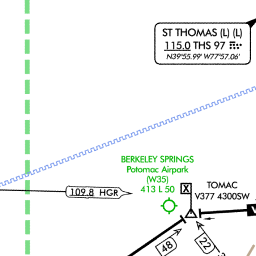 ST THOMAS (L) (L)
115.0 THS 97
N39°55.99' W77°57.06'
BERKELEY SPRINGS
Potomac Airpark
(W35)
413 L 50
X
TOMAC
V377 4300SW
109.8 HGR
48
22